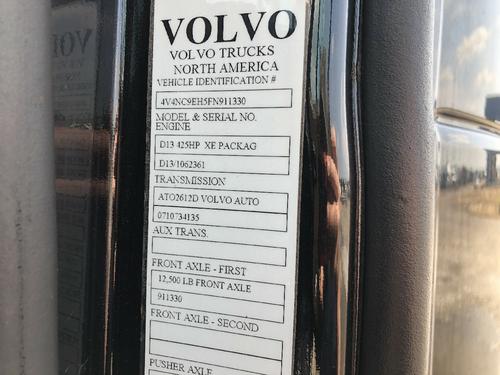 VOLVO
VOLVO TRUCKS
NORTH AMERICA
VEHICLE IDENTIFICATION #
4V4NC9EH5FN911330
MODEL & SERIAL NO.
ENGINE
D13 425HP XE PACKAG
D13/1062361
TRANSMISSION
ATO2612D VOLVO AUTO
0710734135
AUX TRANS.
FRONT AXLE - FIRST
12,500 LB FRONT AXLE
911330
FRONT AXLE - SECOND
PUSHER AXLE